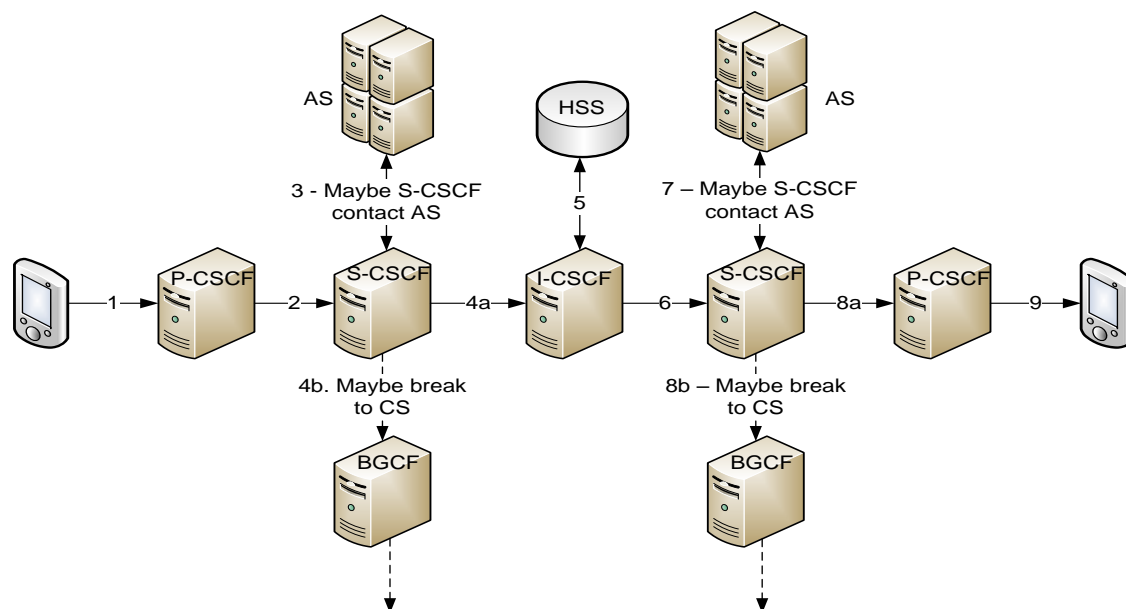 AS
HSS
AS
3 - Maybe S-CSCF
contact AS
5
7 – Maybe S-CSCF
contact AS
P-CSCF
S-CSCF
I-CSCF
S-CSCF
P-CSCF
1
2
4a
6
8a
9
4b. Maybe break
to CS
8b – Maybe break
to CS
BGCF
BGCF